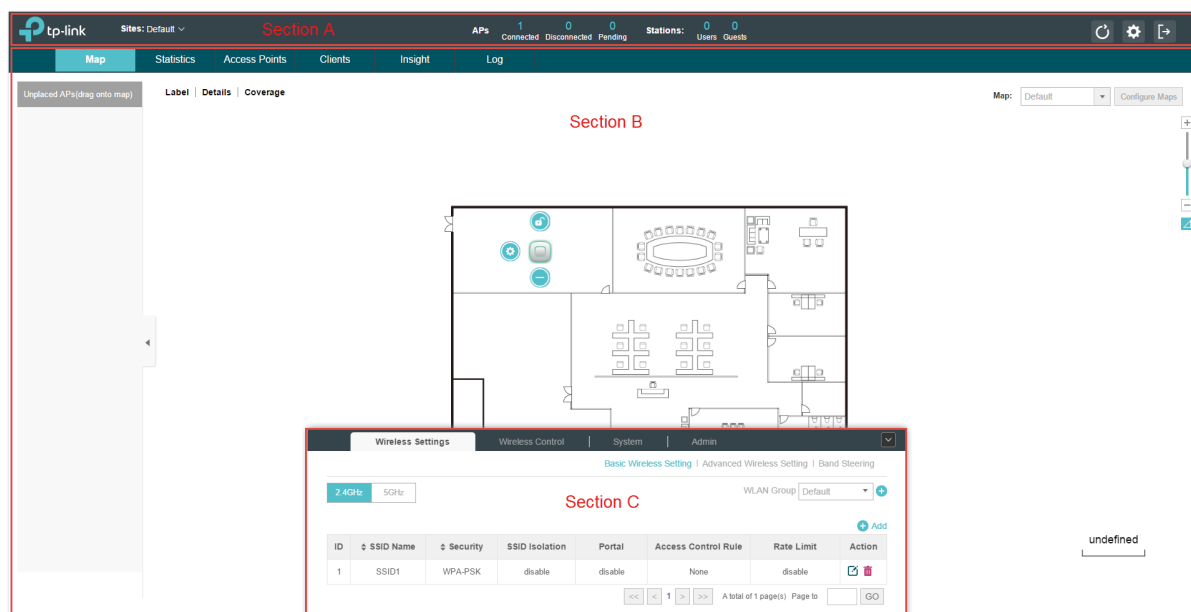 tp-link Sites: Default Section A APs 1 0 0 Stations: 0 0
Connected Disconnected Pending Users Guests
Map Statistics Access Points Clients Insight Log
Unplaced APs(drag onto map) Label | Details | Coverage Map: Default Configure Maps
Section B
Wireless Settings Wireless Control | System | Admin
Basic Wireless Setting | Advanced Wireless Setting | Band Steering
2.4GHz 5GHz WLAN Group Default
Section C
Add
ID SSID Name Security SSID Isolation Portal Access Control Rule Rate Limit Action
1 SSID1 WPA-PSK disable disable None disable
<< < 1 > >> A total of 1 page(s) Page to GO
undefined